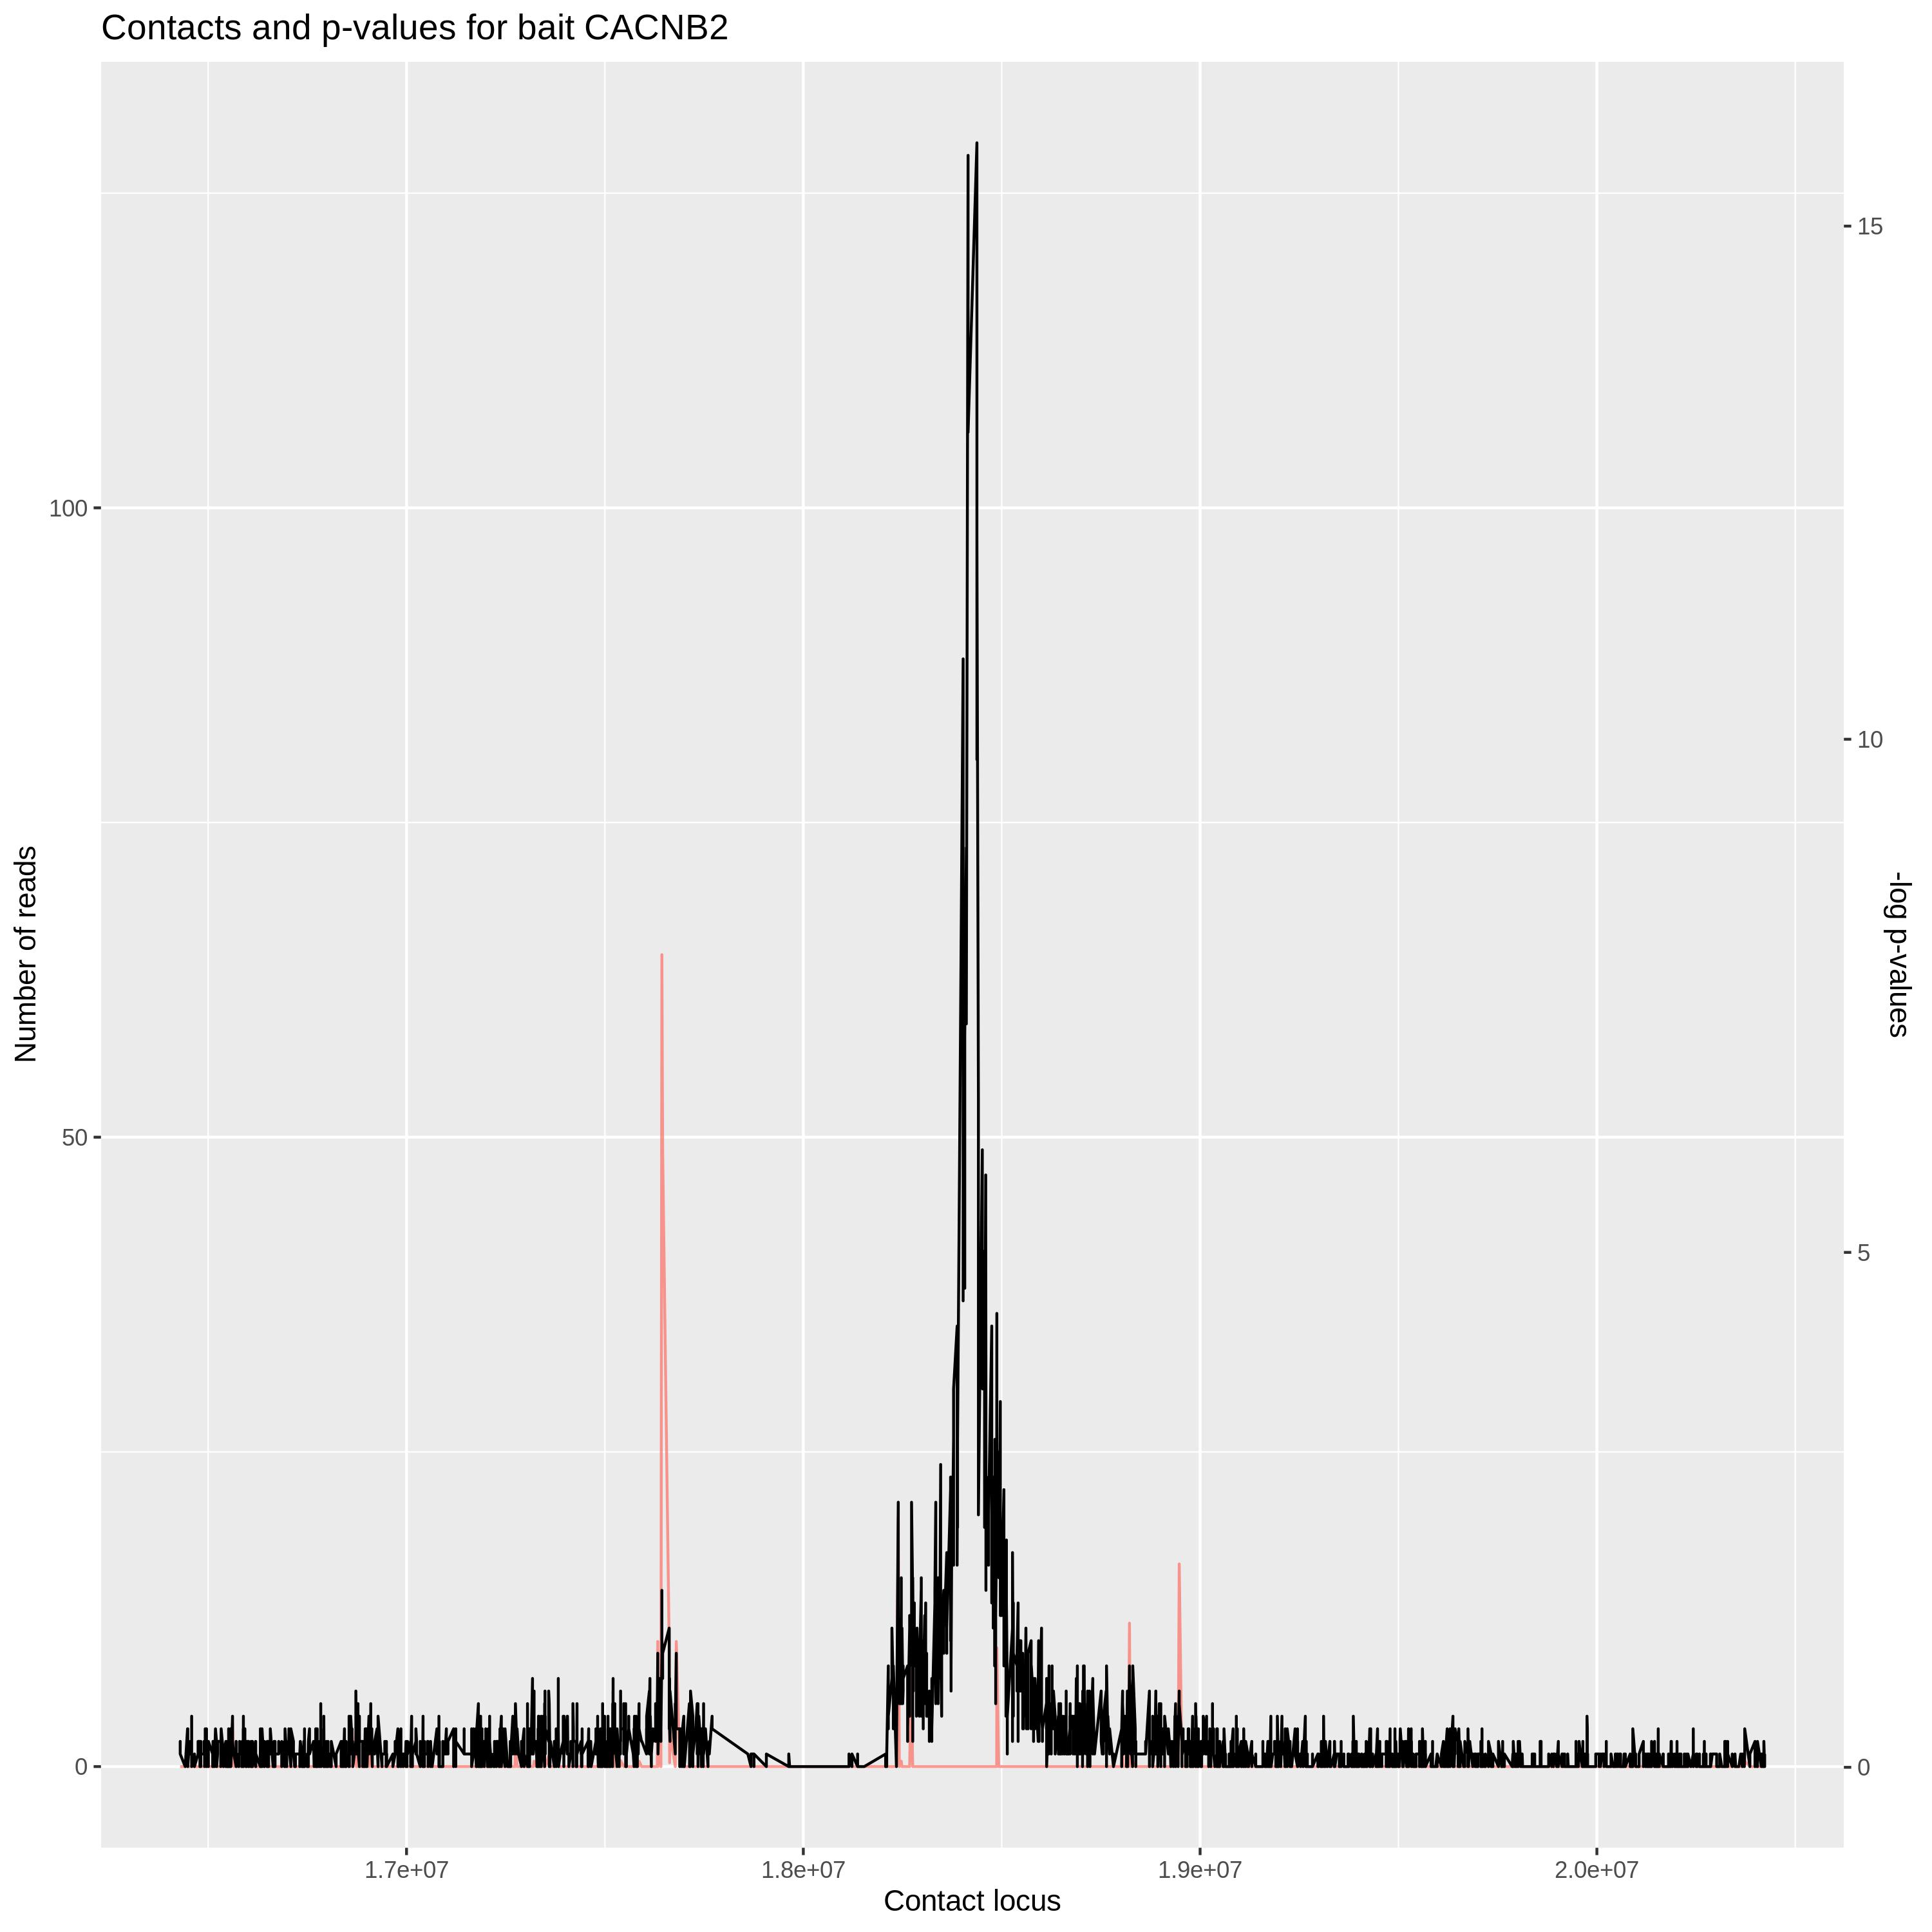 Contacts and p-values for bait CACNB2
Number of reads
100
50
0
15
10
5
0
-log p-values
1.7e+07
1.8e+07
1.9e+07
2.0e+07
Contact locus